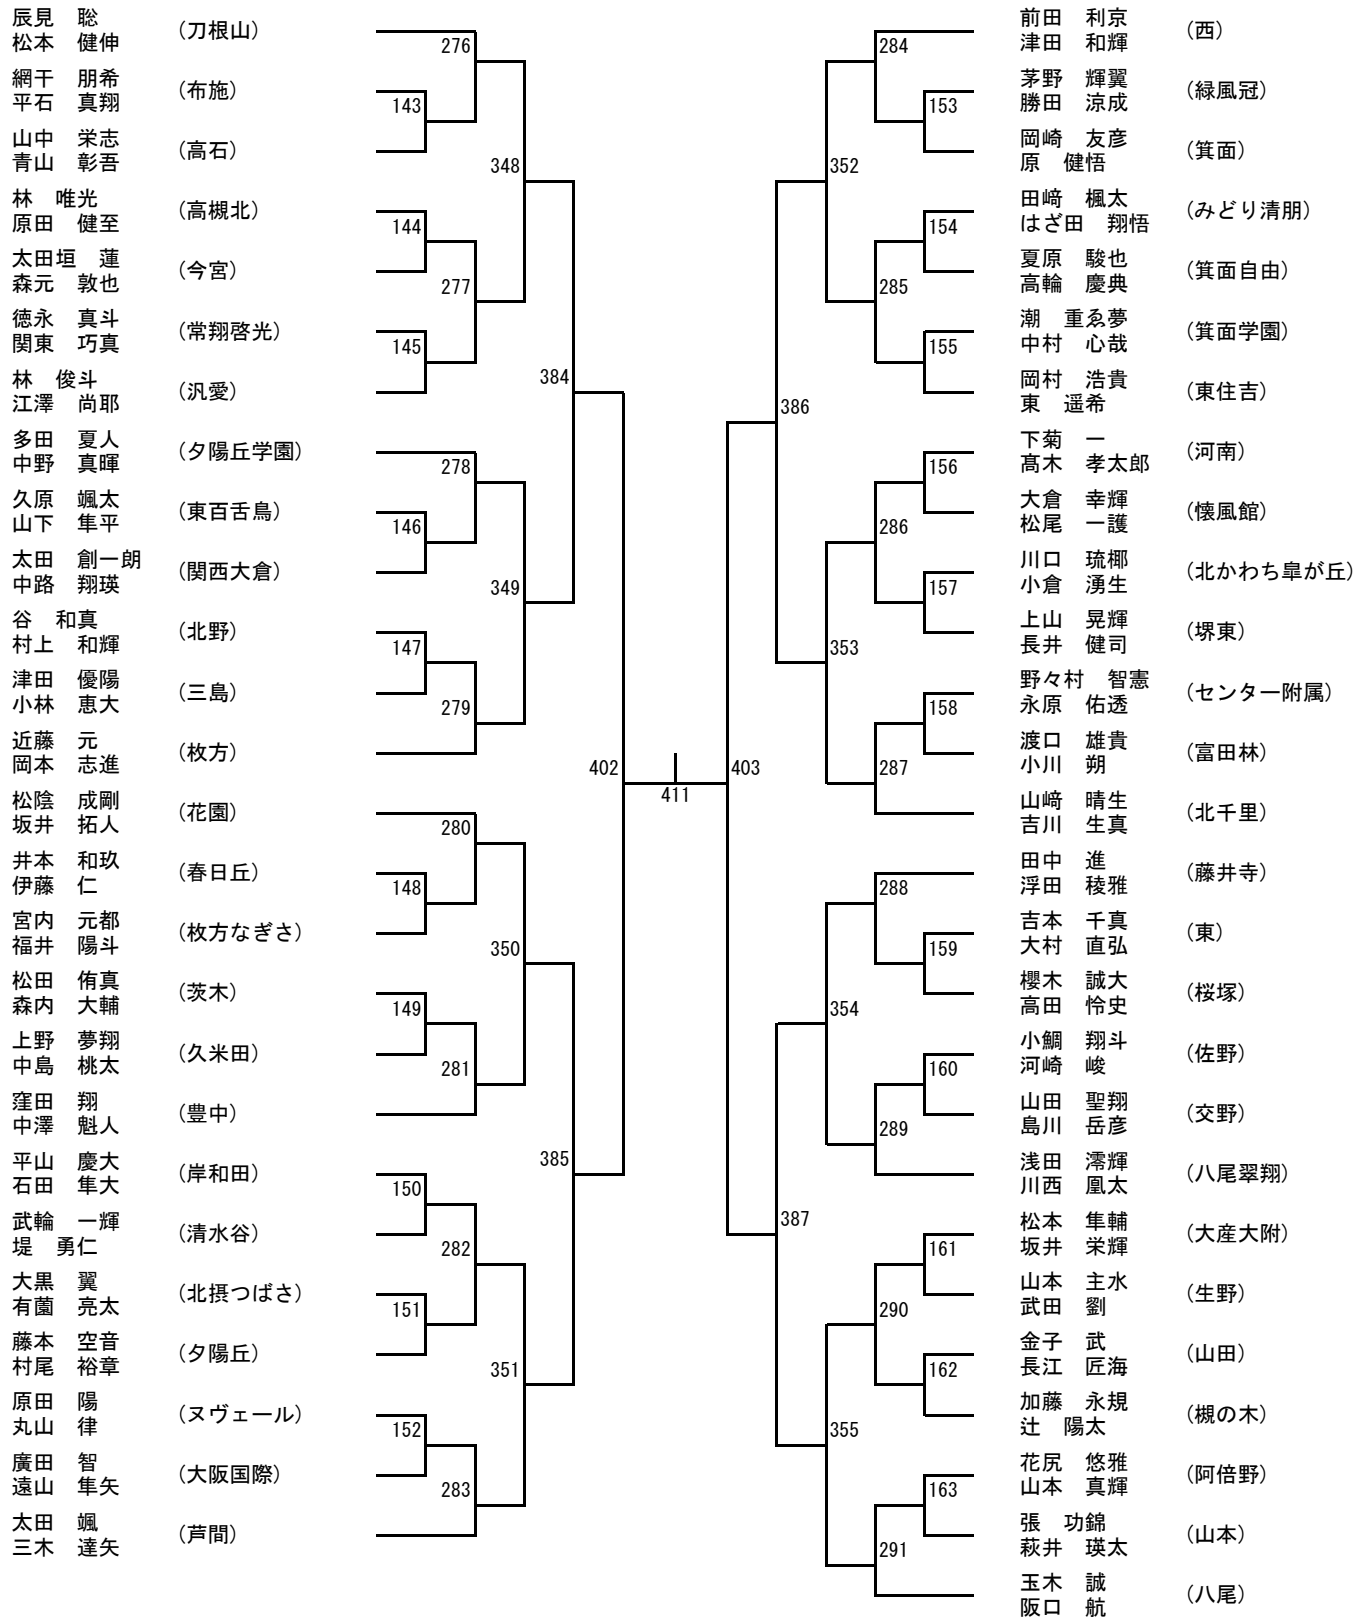 辰見　聡
松本　健伸
(刀根山)
網干　朋希
平石　真翔
(布施)
山中　栄志
青山　彰吾
(高石)
林　唯光
原田　健至
(高槻北)
太田垣　蓮
森元　敦也
(今宮)
徳永　真斗
関東　巧真
(常翔啓光)
林　俊斗
江澤　尚耶
(汎愛)
多田　夏人
中野　真暉
(夕陽丘学園)
久原　颯太
山下　隼平
(東百舌鳥)
太田　創一朗
中路　翔瑛
(関西大倉)
谷　和真
村上　和輝
(北野)
津田　優陽
小林　恵大
(三島)
近藤　元
岡本　志進
(枚方)
松陰　成剛
坂井　拓人
(花園)
井本　和玖
伊藤　仁
(春日丘)
宮内　元都
福井　陽斗
(枚方なぎさ)
松田　侑真
森内　大輔
(茨木)
上野　夢翔
中島　桃太
(久米田)
窪田　翔
中澤　魁人
(豊中)
平山　慶大
石田　隼大
(岸和田)
武輪　一輝
堤　勇仁
(清水谷)
大黒　翼
有薗　亮太
(北摂つばさ)
藤本　空音
村尾　裕章
(夕陽丘)
原田　陽
丸山　律
(ヌヴェール)
廣田　智
遠山　隼矢
(大阪国際)
太田　颯
三木　達矢
(芦間)
276
143
348
144
277
145
384
278
146
349
147
279
402
280
148
350
149
281
385
150
282
151
351
152
283
411
403
284
153
352
154
285
155
386
156
286
157
353
158
287
288
159
354
160
289
387
161
290
162
355
163
291
前田　利京
津田　和輝
(西)
茅野　輝翼
勝田　涼成
(緑風冠)
岡崎　友彦
原　健悟
(箕面)
田﨑　楓太
はざ田　翔悟
(みどり清朋)
夏原　駿也
高輪　慶典
(箕面自由)
潮　重ゑ夢
中村　心哉
(箕面学園)
岡村　浩貴
東　遥希
(東住吉)
下菊　一
髙木　孝太郎
(河南)
大倉　幸輝
松尾　一護
(懐風館)
川口　琉椰
小倉　湧生
(北かわち皐が丘)
上山　晃輝
長井　健司
(堺東)
野々村　智憲
永原　佑透
(センター附属)
渡口　雄貴
小川　朔
(富田林)
山﨑　晴生
吉川　生真
(北千里)
田中　進
浮田　稜雅
(藤井寺)
吉本　千真
大村　直弘
(東)
櫻木　誠大
高田　怜史
(桜塚)
小鯛　翔斗
河崎　峻
(佐野)
山田　聖翔
島川　岳彦
(交野)
浅田　澪輝
川西　凰太
(八尾翠翔)
松本　隼輔
坂井　栄輝
(大産大附)
山本　主水
武田　劉
(生野)
金子　武
長江　匠海
(山田)
加藤　永規
辻　陽太
(槻の木)
花尻　悠雅
山本　真輝
(阿倍野)
張　功錦
萩井　瑛太
(山本)
玉木　誠
阪口　航
(八尾)